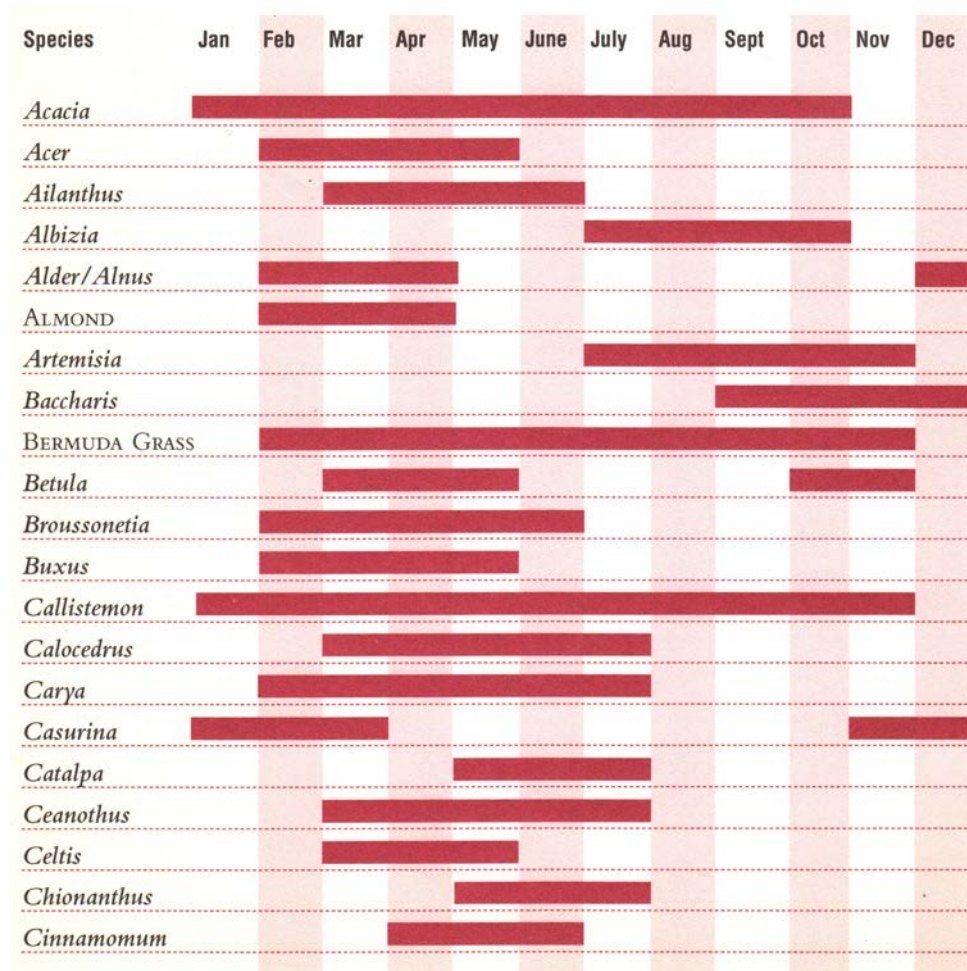 Species Jan Feb Mar Apr May June July Aug Sept Oct Nov Dec
Acacia
Acer
Ailanthus
Albizia
Alder/Alnus
ALMOND
Artemisia
Baccharis
BERMUDA GRASS
Betula
Broussonetia
Buxus
Callistemon
Calocedrus
Carya
Casurina
Catalpa
Ceanothus
Celtis
Chionanthus
Cinnamomum